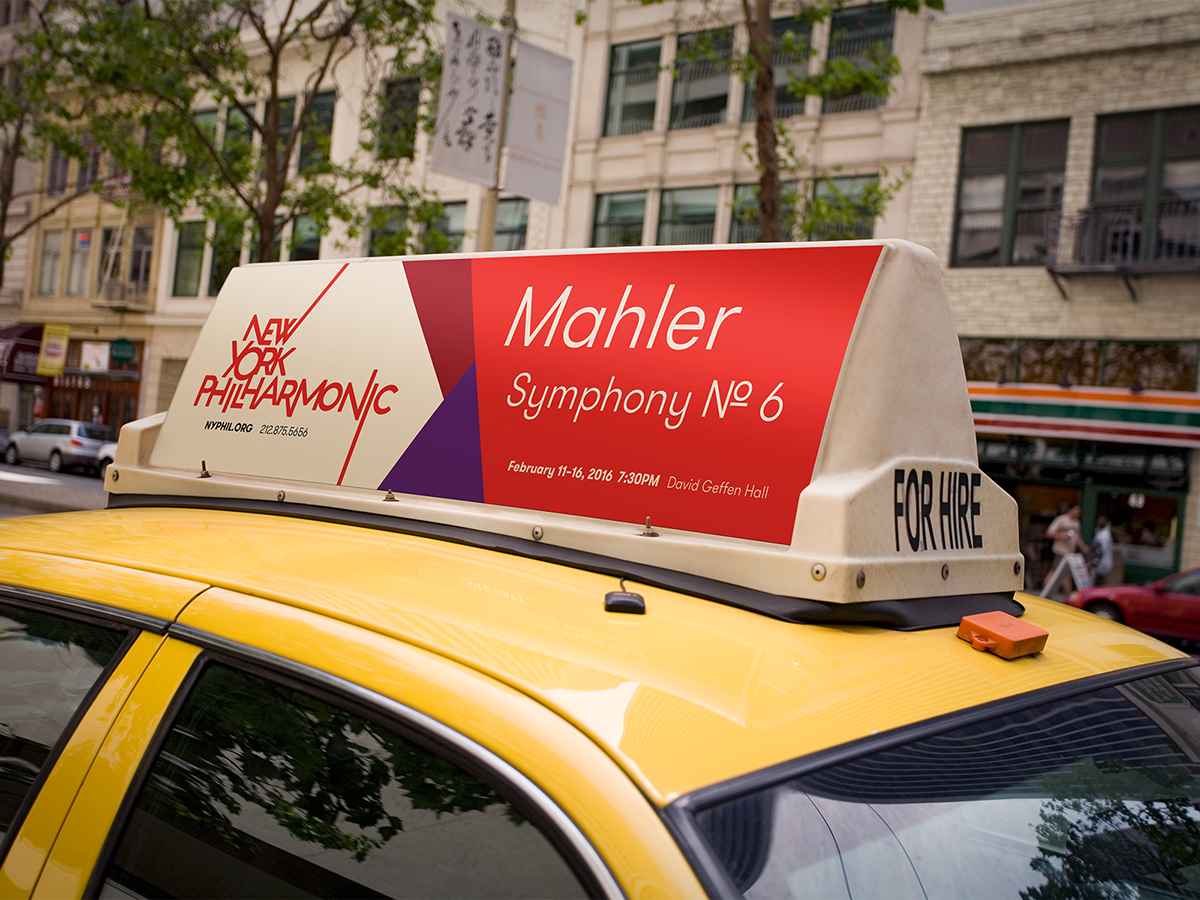 NEW
YORK
PHILHARMONIC
NYPHIL.ORG 212.875.5656
Mahler
Symphony № 6
February 11–16, 2016 7:30PM David Geffen Hall
FOR HIRE